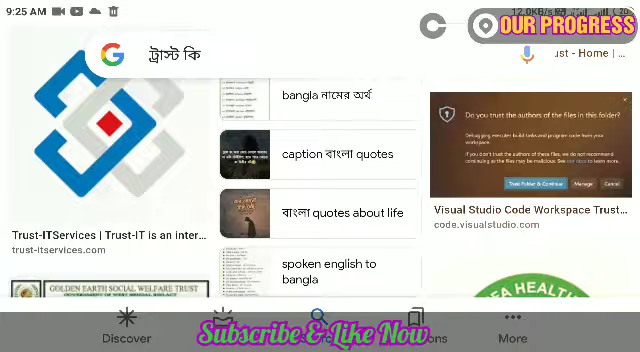 9:25 AM
12.0KB/s
OUR PROGRESS
ট্রাস্ট কি
ust - Home | ...
bangla নামের অর্থ
Do you trust the authors of the files in this folder?
caption বাংলা quotes
Trust Folder & Continue
Manage
Cancel
বাংলা quotes about life
Visual Studio Code Workspace Trust...
code.visualstudio.com
Trust-ITServices | Trust-IT is an inter...
trust-itservices.com
spoken english to
bangla
GOLDEN EARTH SOCIAL WELFARE TRUST
EA HEALTH
Discover
Subscribe & Like Now
More